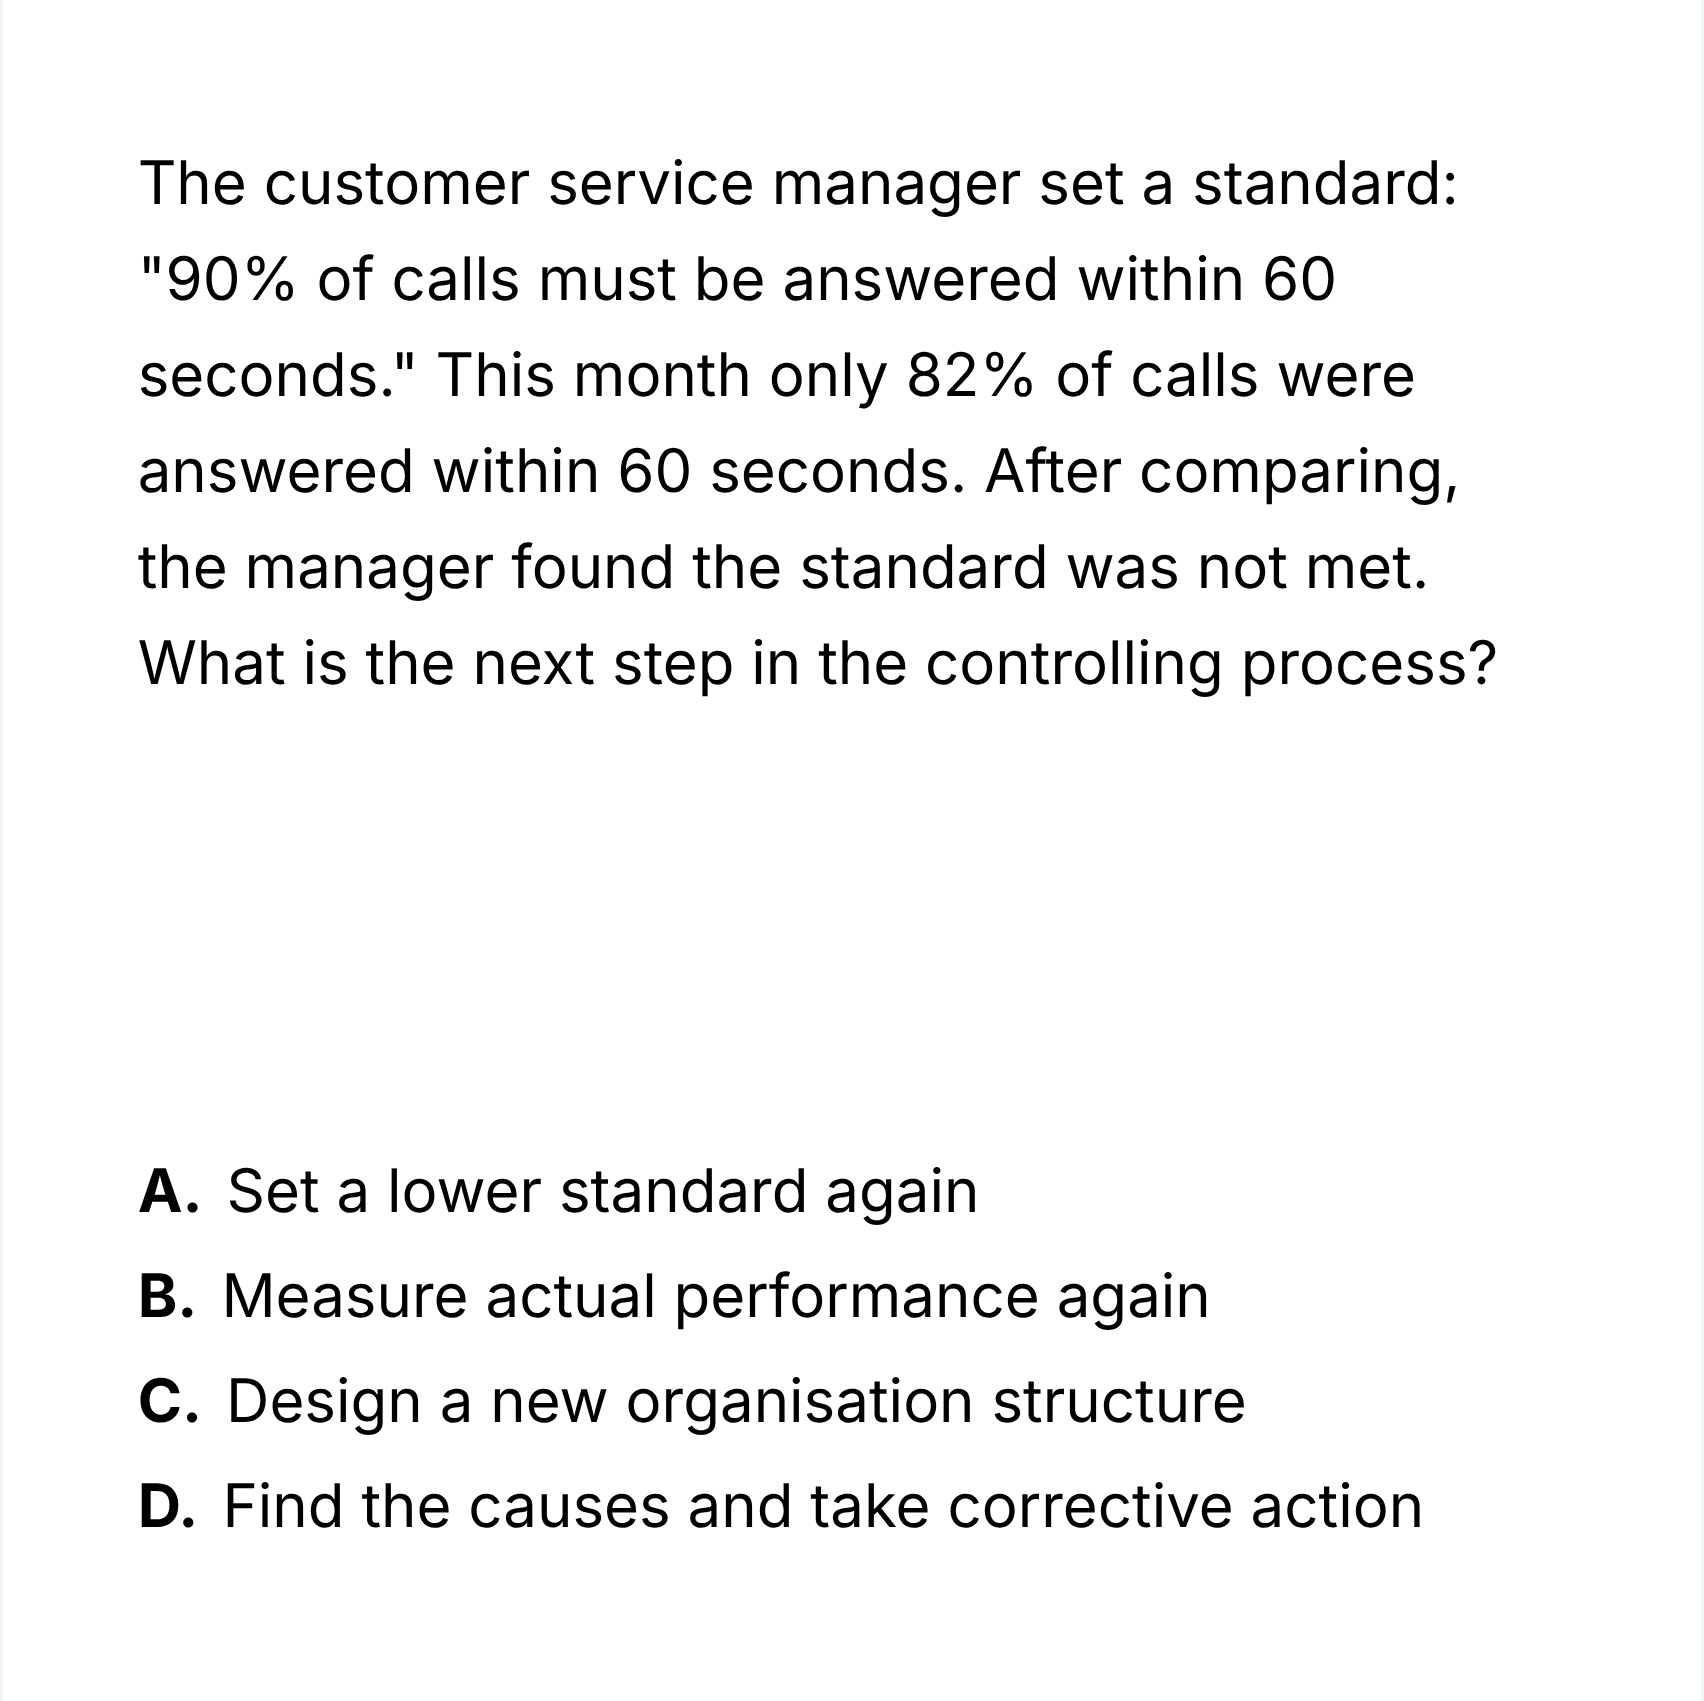 The customer service manager set a standard:
"90% of calls must be answered within 60
seconds." This month only 82% of calls were
answered within 60 seconds. After comparing,
the manager found the standard was not met.
What is the next step in the controlling process?
A. Set a lower standard again
B. Measure actual performance again
C. Design a new organisation structure
D. Find the causes and take corrective action